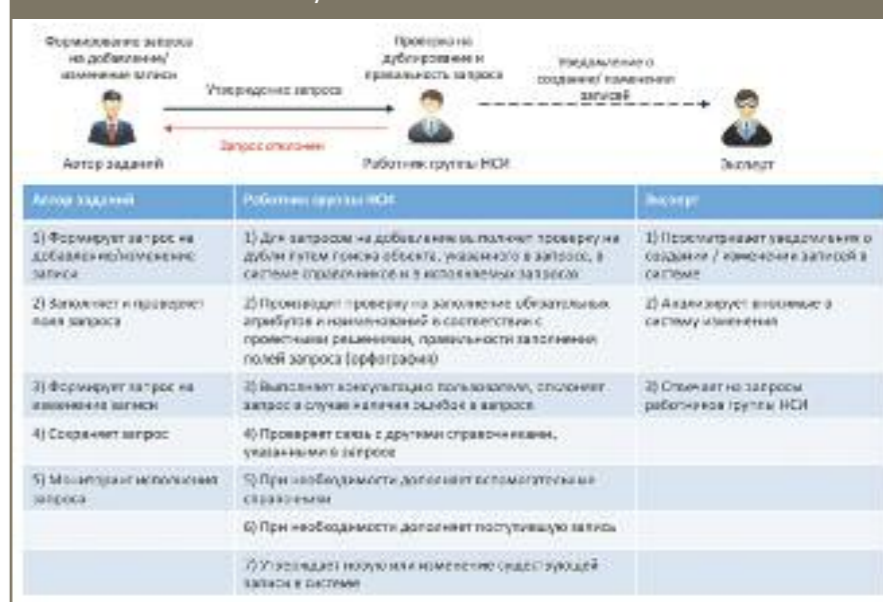 Формирование запроса
на добавление/
изменение записи
Проверка на
дублирование и
правильность запроса
Уведомление о
создании/ изменении
записей
Утверждение запроса
Запрос отклонен
Автор заданий
Работник группы НСИ
Эксперт
Автор заданий
Работник группы НСИ
Эксперт
1) Формирует запрос на
добавление/изменение
записи
1) Для запросов на добавление выполняет проверку на
дубли путем поиска объекта, указанного в запросе, в
системе справочников и в исполняемых запросах
1) Просматривает уведомления о
создании / изменении записей в
системе
2) Заполняет и проверяет
поля запроса
2) Производит проверку на заполнение обязательных
атрибутов и наименований в соответствии с
проектными решениями, правильности заполнения
полей запроса (орфография)
2) Анализирует вносимые в
систему изменения
3) Формирует запрос на
изменение записи
3) Выполняет консультацию пользователя, отклоняет
запрос в случае наличия ошибок в запросе
3) Отвечает на запросы
работников группы НСИ
4) Сохраняет запрос
4) Проверяет связь с другими справочниками,
указанными в запросе
5) Мониторинг исполнения
запроса
5) При необходимости дополняет вспомогательные
справочники
6) При необходимости дополняет поступившую запись
7) Утверждает новую или изменение существующей
записи в системе